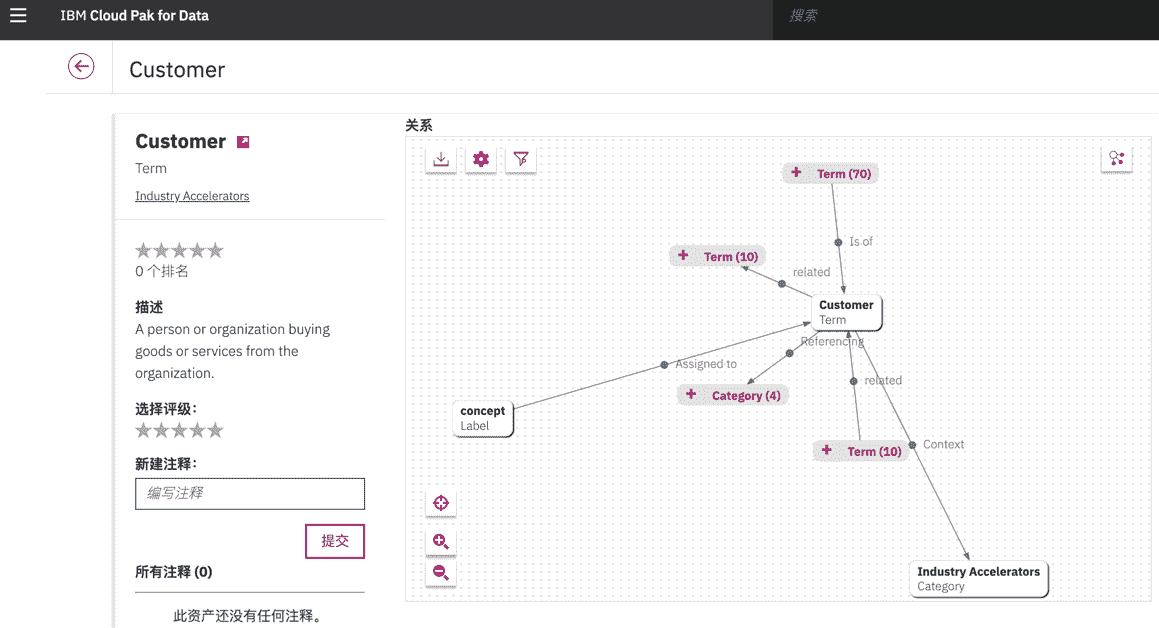 IBM Cloud Pak for Data
搜索
Customer
Customer
Term
Industry Accelerators
0 个排名
描述
A person or organization buying
goods or services from the
organization.
选择评级：
新建注释：
编写注释
提交
所有注释 (0)
此资产还没有任何注释。
关系
Term (70)
Is of
Term (10)
related
Customer
Term
Referencing
Assigned to
related
Category (4)
concept
Label
Term (10)
Context
Industry Accelerators
Category